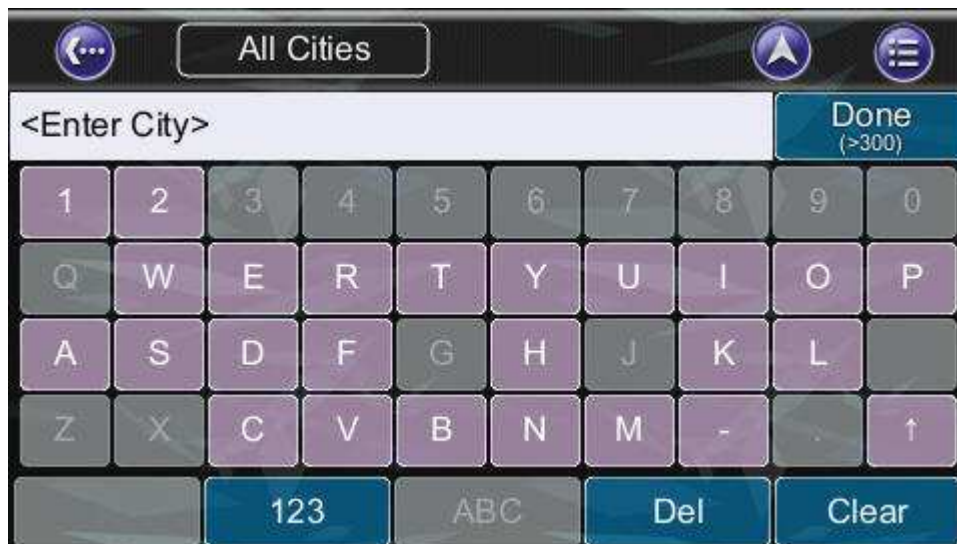 All Cities
<Enter City>
Done
(>300)
1 2 3 4 5 6 7 8 9 0
Q W E R T Y U I O P
A S D F G H J K L
Z X C V B N M - . ↑
123 ABC Del Clear